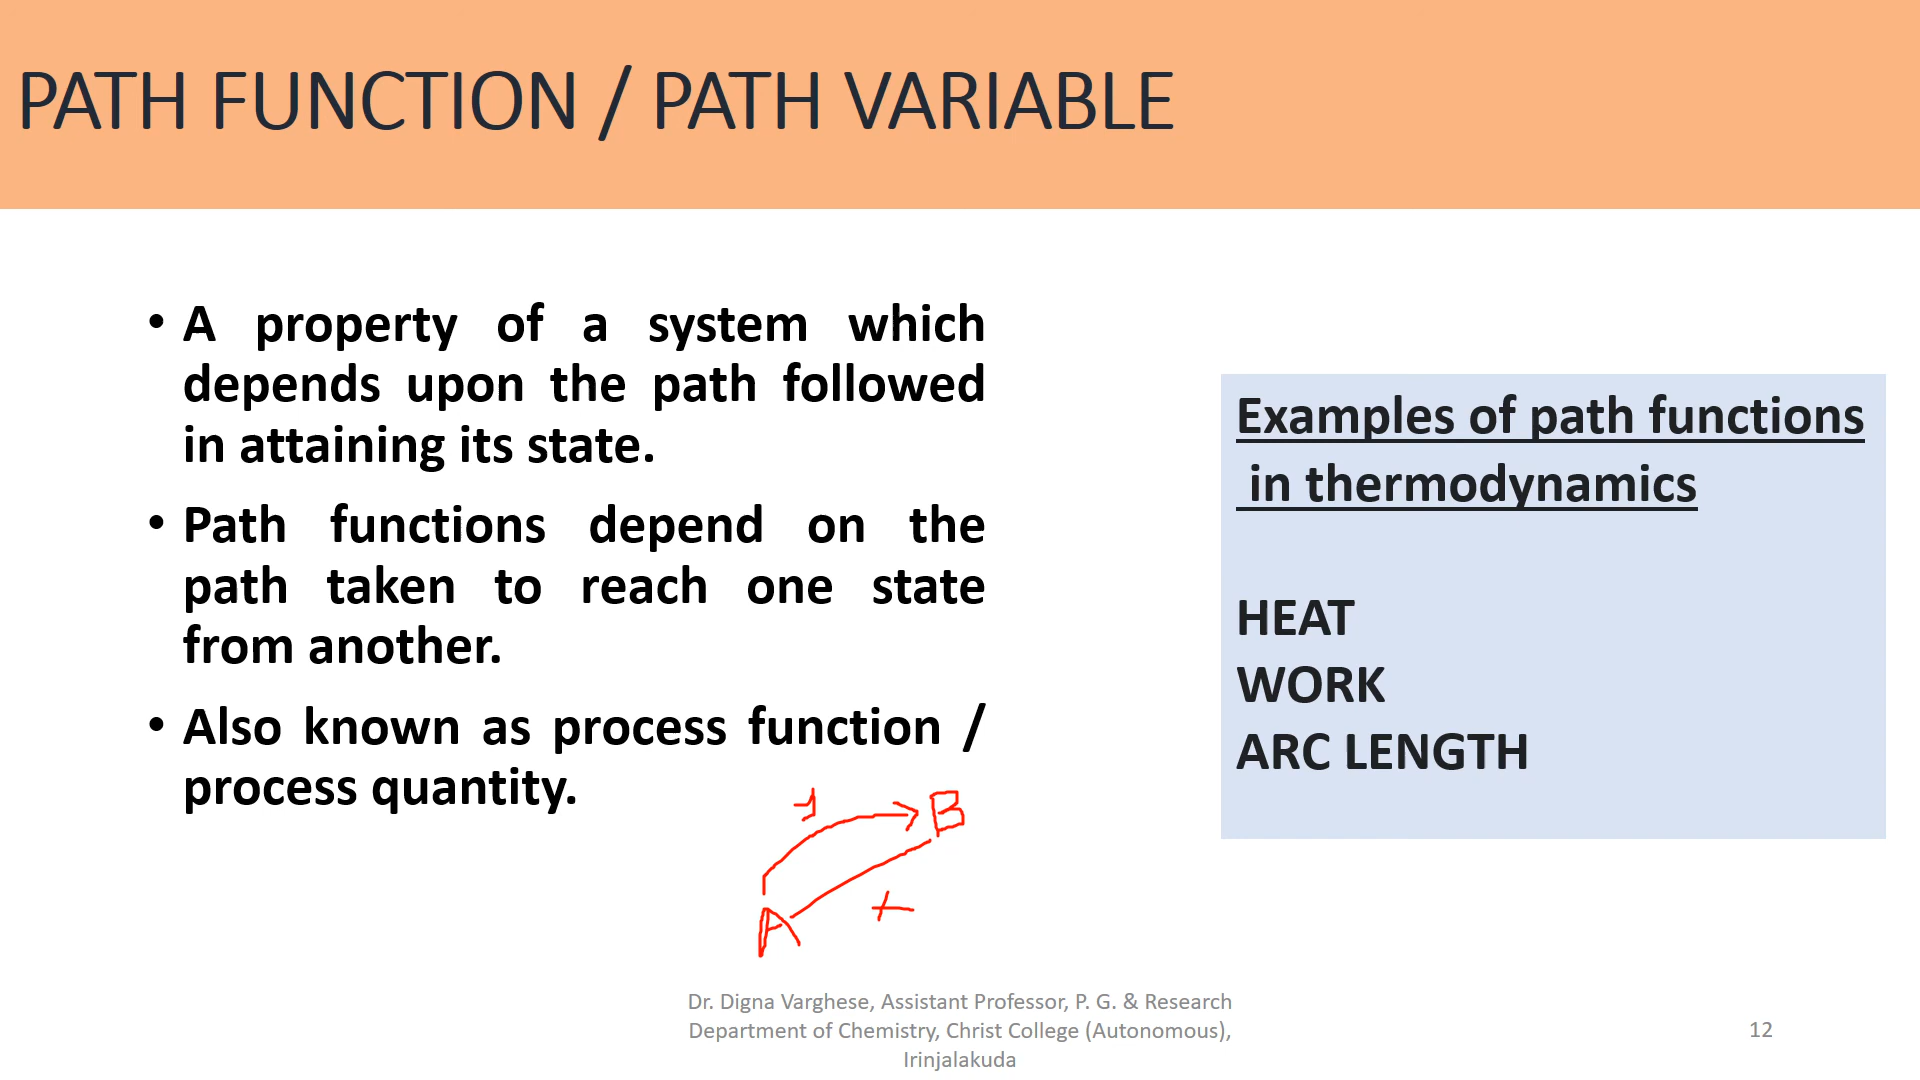 PATH FUNCTION / PATH VARIABLE
• A property of a system which
depends upon the path followed
in attaining its state.
• Path functions depend on the
path taken to reach one state
from another.
• Also known as process function /
process quantity.
Examples of path functions
in thermodynamics
HEAT
WORK
ARC LENGTH
B
A
Dr. Digna Varghese, Assistant Professor, P. G. & Research
Department of Chemistry, Christ College (Autonomous),
Irinjalakuda
12